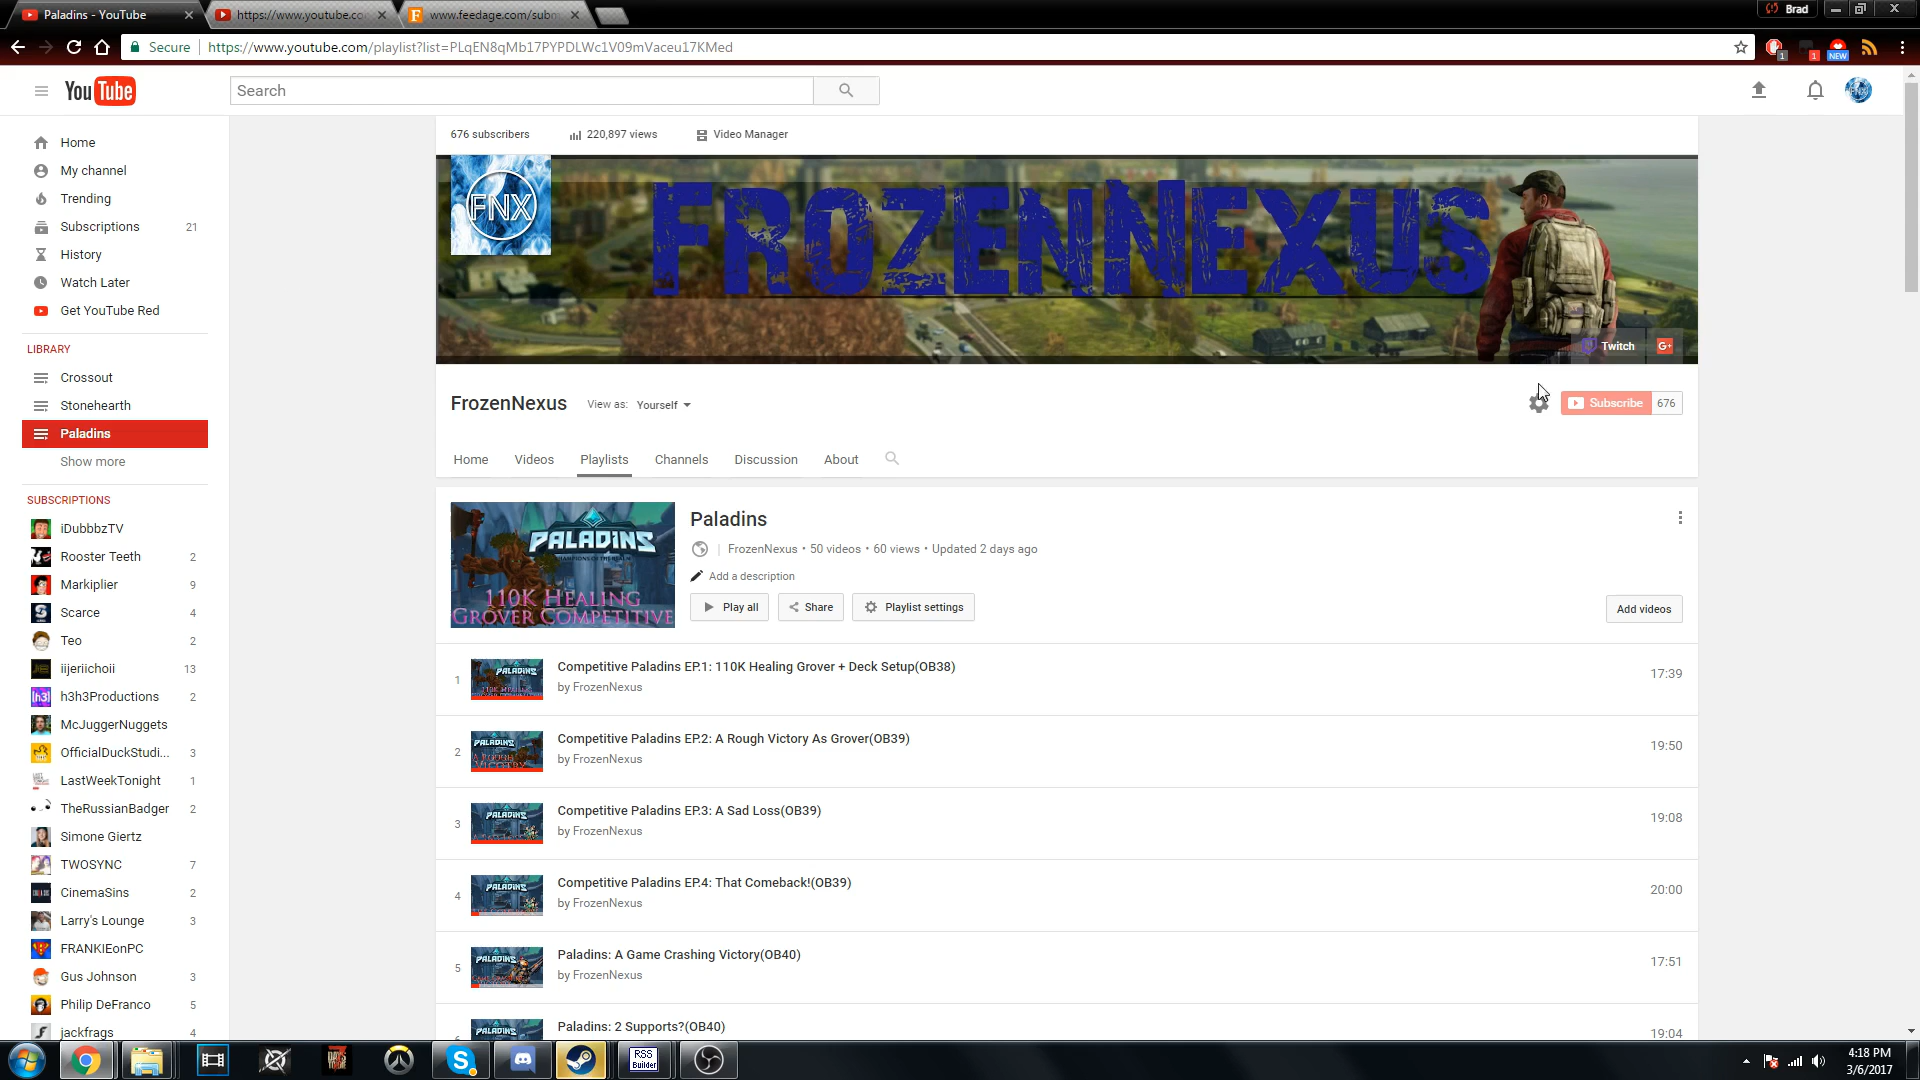 Paladins - YouTube
https://www.youtube.co
www.feedage.com/subm
Brad
Secure
https://www.youtube.com/playlist?list=PLqEN8qMb17PYPDLWc1V09mVaceu17KMed
1
1
NEW
YouTube
Search
Home
My channel
Trending
Subscriptions 21
History
Watch Later
Get YouTube Red
LIBRARY
Crossout
Stonehearth
Paladins
Show more
SUBSCRIPTIONS
iDubbbzTV
Rooster Teeth 2
Markiplier 9
Scarce 4
Teo 2
iijeriichoii 13
h3h3Productions 2
McJuggerNuggets
OfficialDuckStudi... 3
LastWeekTonight 1
TheRussianBadger 2
Simone Giertz
TWOSYNC 7
CinemaSins 2
Larry's Lounge 3
FRANKIEonPC
Gus Johnson 3
Philip DeFranco 5
jackfrags 4
676 subscribers
220,897 views
Video Manager
FNX
FROZENNEXUS
Twitch
G+
FrozenNexus
View as: Yourself
Subscribe 676
Home
Videos
Playlists
Channels
Discussion
About
PALADINS
110K HEALING
GROVER COMPETITIVE
Paladins
FrozenNexus • 50 videos • 60 views • Updated 2 days ago
Add a description
Play all
Share
Playlist settings
Add videos
1
Competitive Paladins EP.1: 110K Healing Grover + Deck Setup(OB38)
by FrozenNexus
17:39
2
Competitive Paladins EP.2: A Rough Victory As Grover(OB39)
by FrozenNexus
19:50
3
Competitive Paladins EP.3: A Sad Loss(OB39)
by FrozenNexus
19:08
4
Competitive Paladins EP.4: That Comeback!(OB39)
by FrozenNexus
20:00
5
Paladins: A Game Crashing Victory(OB40)
by FrozenNexus
17:51
Paladins: 2 Supports?(OB40)
19:04
RSS
Builder
4:18 PM
3/6/2017